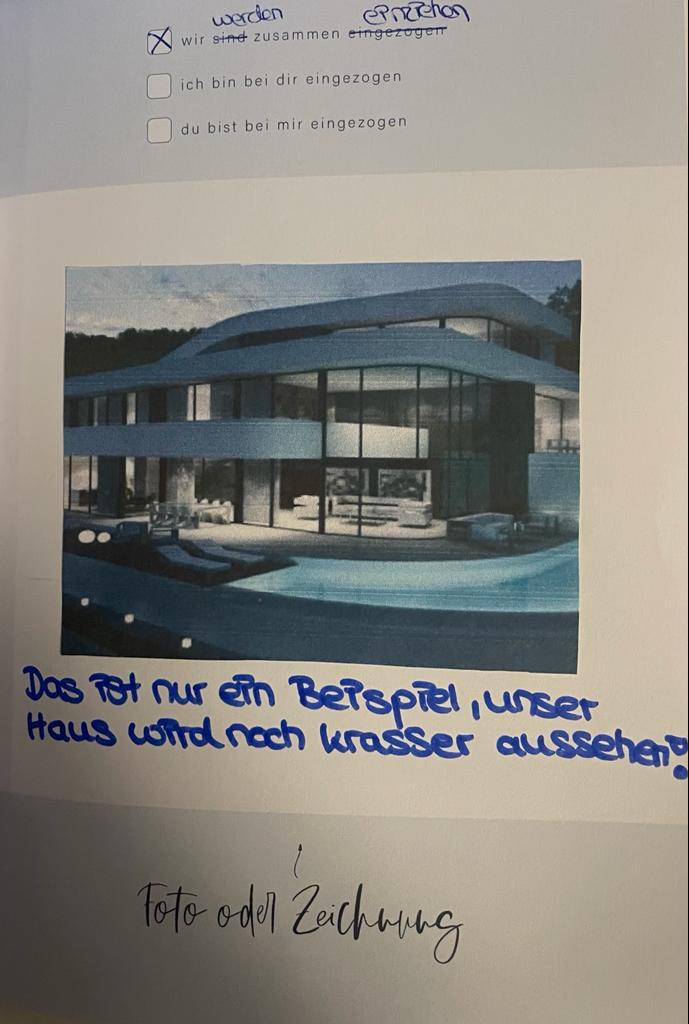 werden einziehen
wir sind zusammen eingezogen
ich bin bei dir eingezogen
du bist bei mir eingezogen
Das ist nur ein Beispiel, unser
Haus wird noch krasser aussehen!
Foto oder Zeichnung